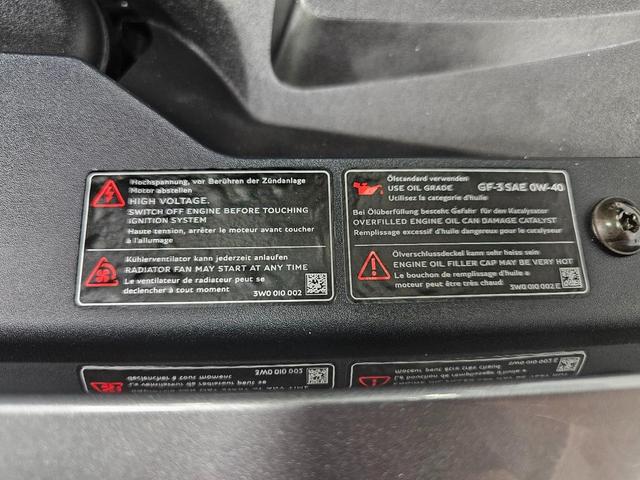 Hochspannung, vor Berühren der Zündanlage
Motor abstellen
HIGH VOLTAGE.
SWITCH OFF ENGINE BEFORE TOUCHING
IGNITION SYSTEM
Haute tension, arrêter le moteur avant toucher
à l'allumage
Kühlerventilator kann jederzeit anlaufen
RADIATOR FAN MAY START AT ANY TIME
Le ventilateur de radiateur peut se
déclencher à tout moment
3W0 010 002
Ölstandard verwenden
USE OIL GRADE GF-3 SAE 0W-40
Utilisez la categorie d'huile
Bei Ölüberfüllung besteht Gefahr für den Katalysator
OVERFILLED ENGINE OIL CAN DAMAGE CATALYST
Remplissage excessif d'huile dangereux pour le catalyseur
Ölverschlussdeckel kann sehr heiss sein
ENGINE OIL FILLER CAP MAY BE VERY HOT
Le bouchon de remplissage d'huile a
moteur peut être très chaud
3W0 010 002 E